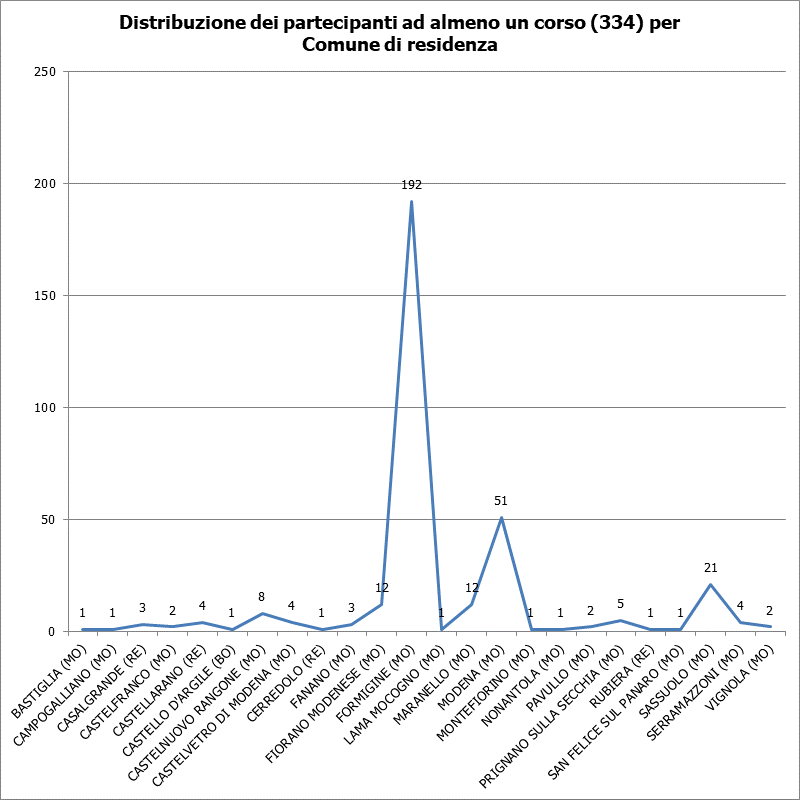 Distribuzione dei partecipanti ad almeno un corso (334) per
Comune di residenza
250
200
150
100
50
0
1
1
3
2
4
1
8
4
1
3
12
192
1
12
51
1
1
2
5
1
1
21
4
2
BASTIGLIA (MO)
CAMPOGALLIANO (MO)
CASALGRANDE (RE)
CASTELFRANCO (MO)
CASTELLARANO (RE)
CASTELLO D'ARGILE (BO)
CASTELNUOVO RANGONE (MO)
CASTELVETRO DI MODENA (MO)
CERREDOLO (RE)
FANANO (MO)
FIORANO MODENESE (MO)
FORMIGINE (MO)
LAMA MOCOGNO (MO)
MARANELLO (MO)
MODENA (MO)
MONTEFIORINO (MO)
NONANTOLA (MO)
PAVULLO (MO)
PRIGNANO SULLA SECCHIA (MO)
RUBIERA (RE)
SAN FELICE SUL PANARO (MO)
SASSUOLO (MO)
SERRAMAZZONI (MO)
VIGNOLA (MO)